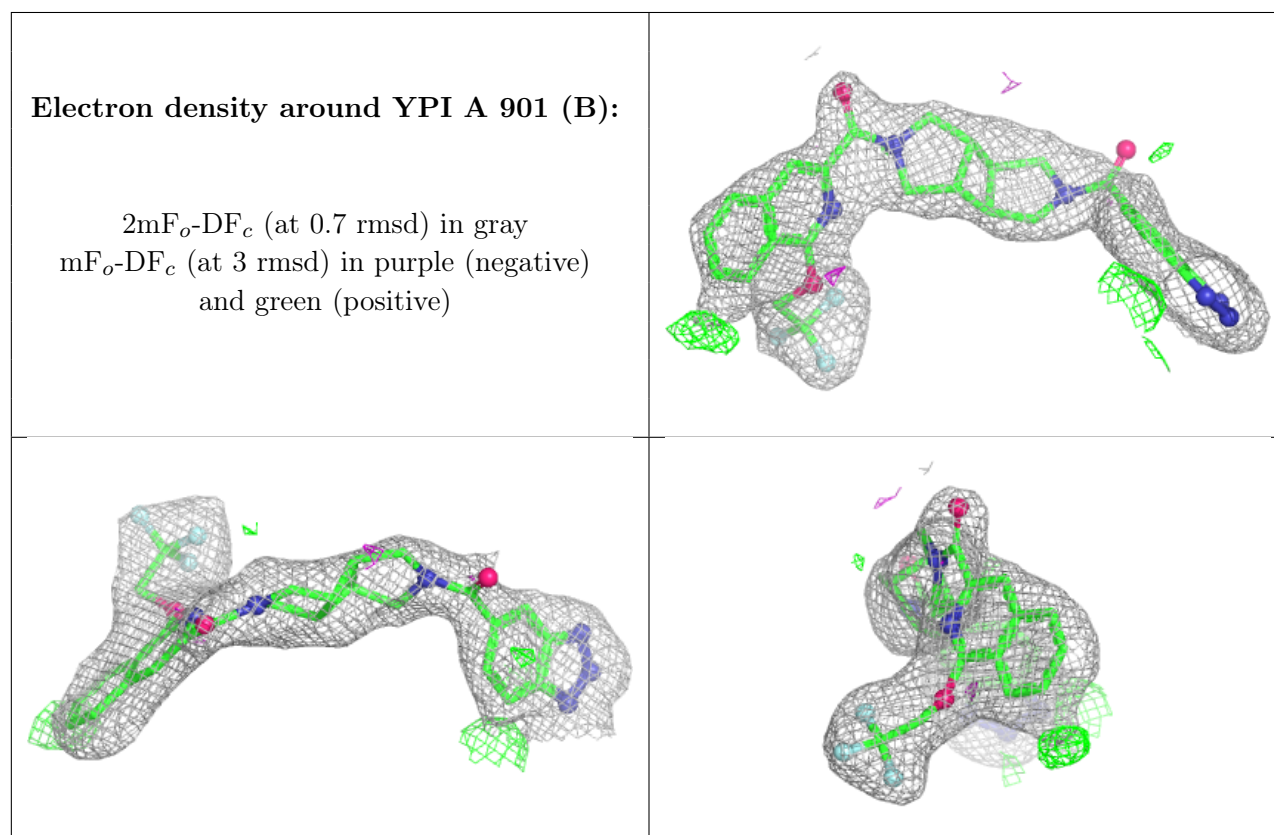 Electron density around YPI A 901 (B):
2mFₒ-DF𝒸 (at 0.7 rmsd) in gray
mFₒ-DF𝒸 (at 3 rmsd) in purple (negative)
and green (positive)